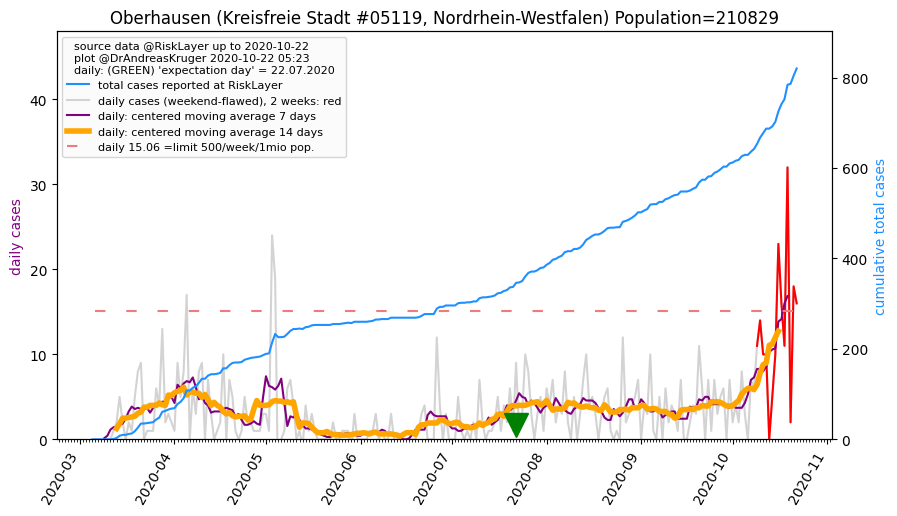 Oberhausen (Kreisfreie Stadt #05119, Nordrhein-Westfalen) Population=210829
source data @RiskLayer up to 2020-10-22
plot @DrAndreasKruger 2020-10-22 05:23
daily: (GREEN) 'expectation day' = 22.07.2020
total cases reported at RiskLayer
daily cases (weekend-flawed), 2 weeks: red
daily: centered moving average 7 days
daily: centered moving average 14 days
daily 15.06 =limit 500/week/1mio pop.
daily cases
40
30
20
10
0
cumulative total cases
800
600
400
200
0
2020-03
2020-04
2020-05
2020-06
2020-07
2020-08
2020-09
2020-10
2020-11